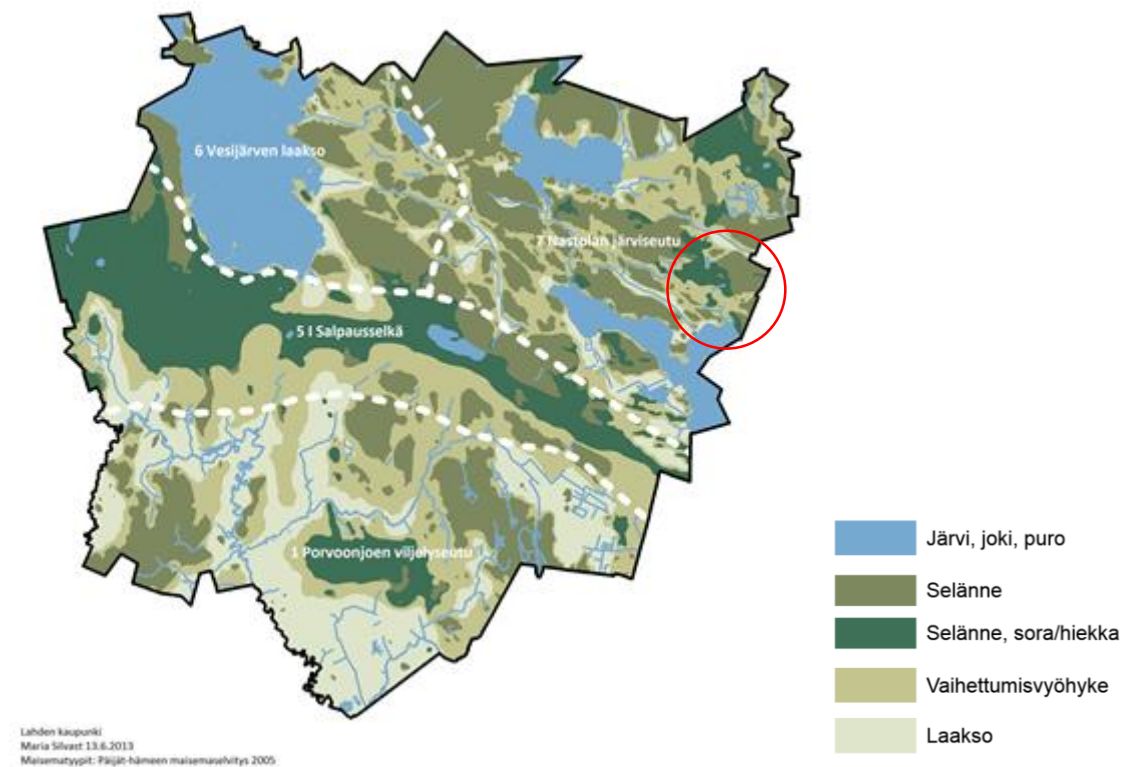 6 Vesijärven laakso
7 Nastolan järviseutu
5 I Salpausselkä
1 Porvoonjoen viljelyseutu
Järvi, joki, puro
Selänne
Selänne, sora/hiekka
Vaihettumisvyöhyke
Laakso
Lahden kaupunki
Maria Silvast 13.6.2013
Maisematyypit: Päijät-hämeen maisemaselvitys 2005